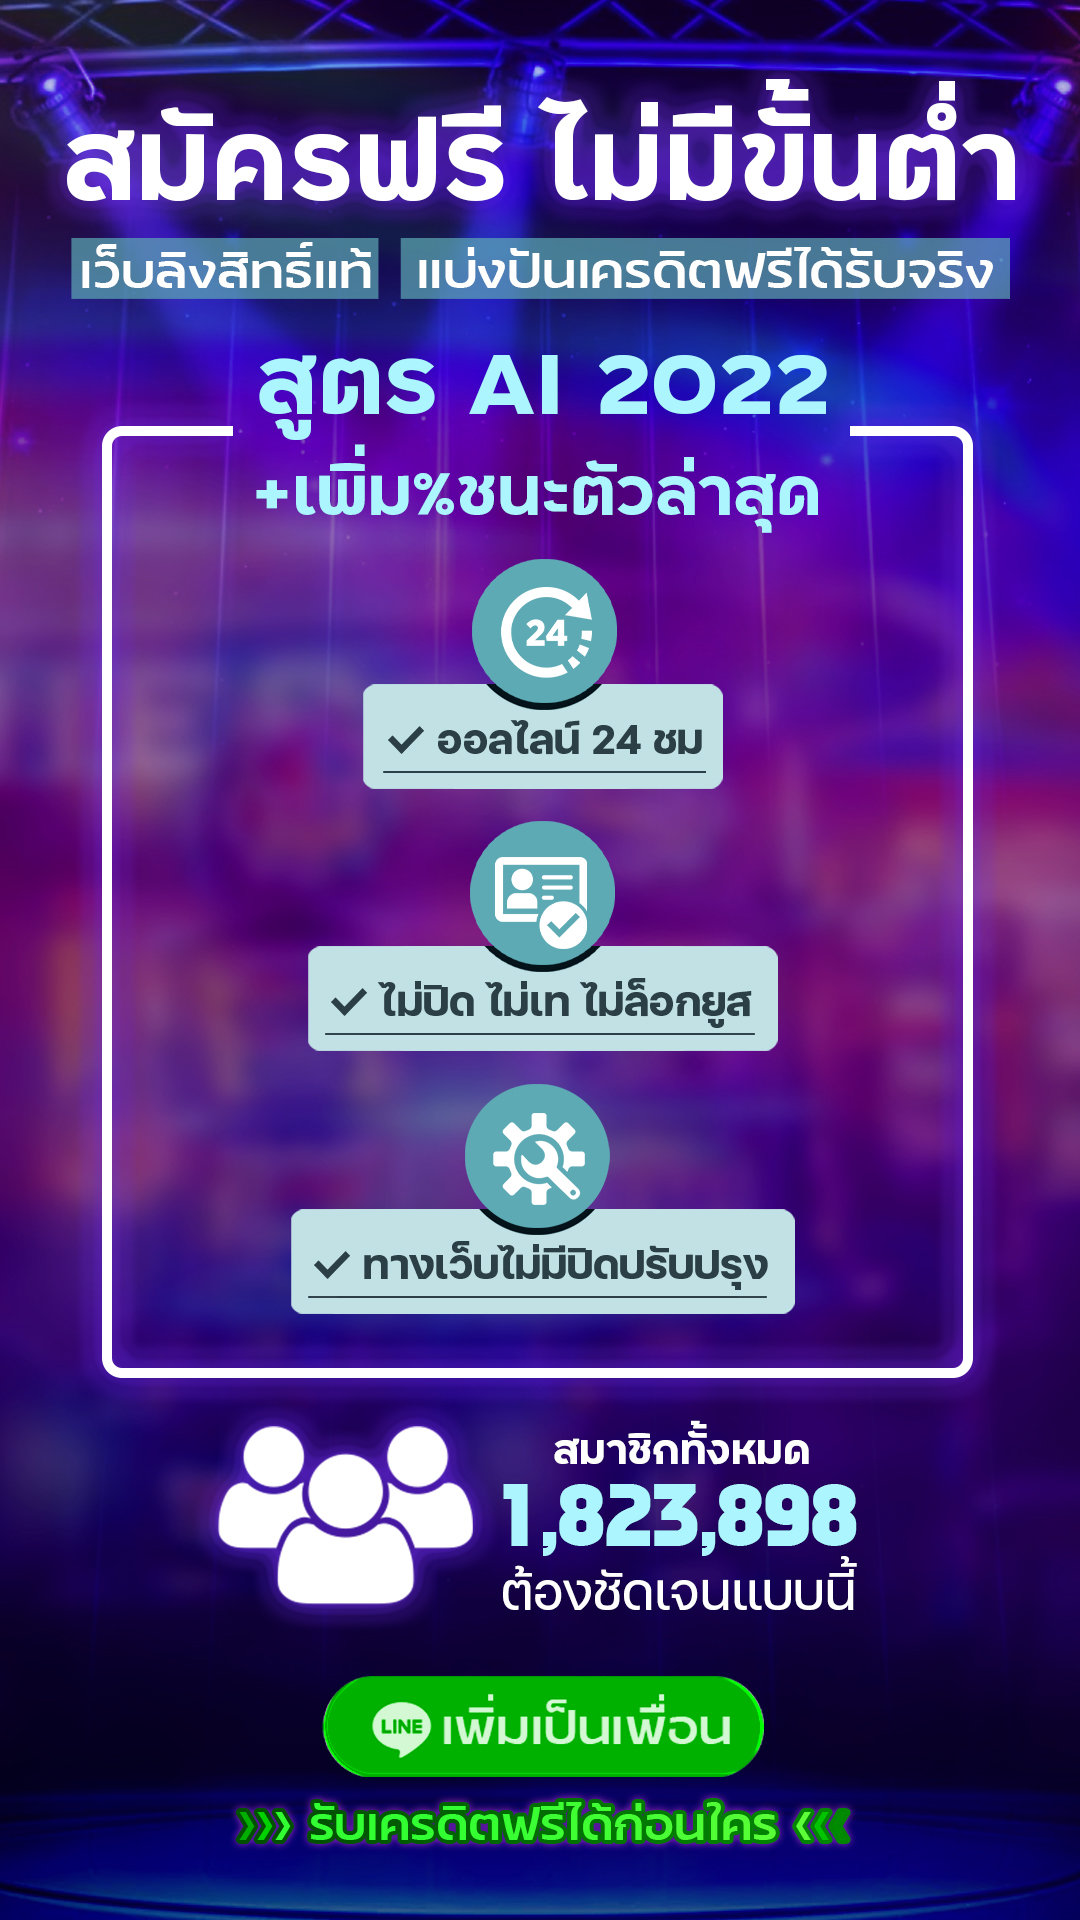 สมัครฟรี ไม่มีขั้นต่ำ
เว็บลิงสิทธิ์แท้ แบ่งปันเครดิตฟรีได้รับจริง
สูตร AI 2022
+เพิ่ม%ชนะตัวล่าสุด
24
ออลไลน์ 24 ชม
ไม่ปิด ไม่เท ไม่ล็อกยูส
ทางเว็บไม่มีปิดปรับปรุง
สมาชิกทั้งหมด
1,823,898
ต้องชัดเจนแบบนี้
LINE เพิ่มเป็นเพื่อน
รับเครดิตฟรีได้ก่อนใคร